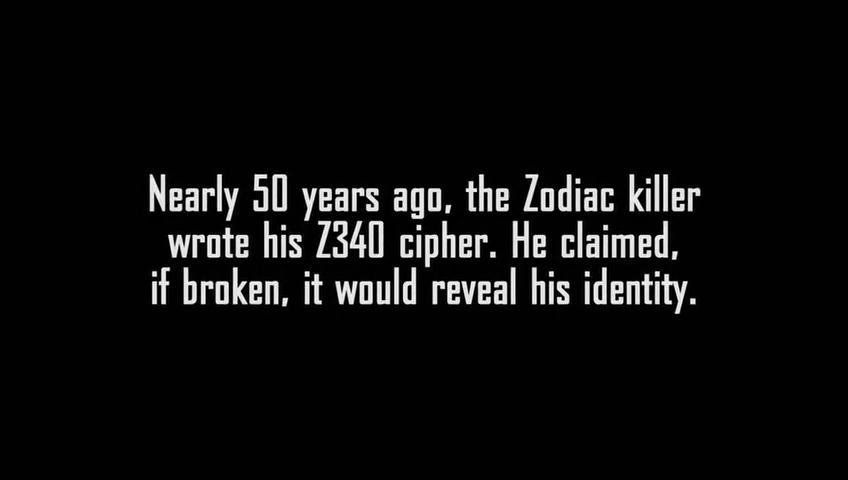 Nearly 50 years ago, the Zodiac killer
wrote his Z340 cipher. He claimed,
if broken, it would reveal his identity.